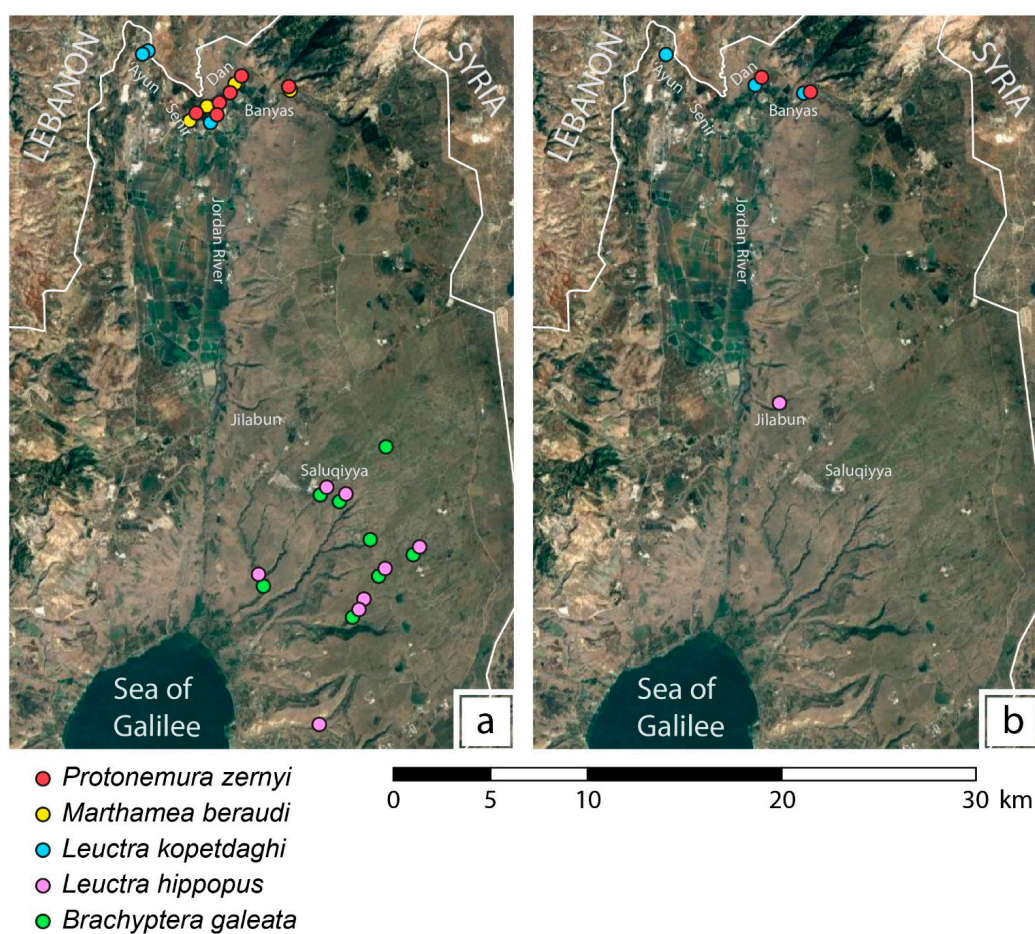 LEBANON
SYRIA
Ayun
Dan
Senir
Banyas
Jordan River
Jilabun
Saluqiyya
Sea of
Galilee
a
LEBANON
SYRIA
Ayun
Dan
Senir
Banyas
Jordan River
Jilabun
Saluqiyya
Sea of
Galilee
b
Protonemura zernyi
Marthamea beraudi
Leuctra kopetdaghi
Leuctra hippopus
Brachyptera galeata
0 5 10 20 30 km